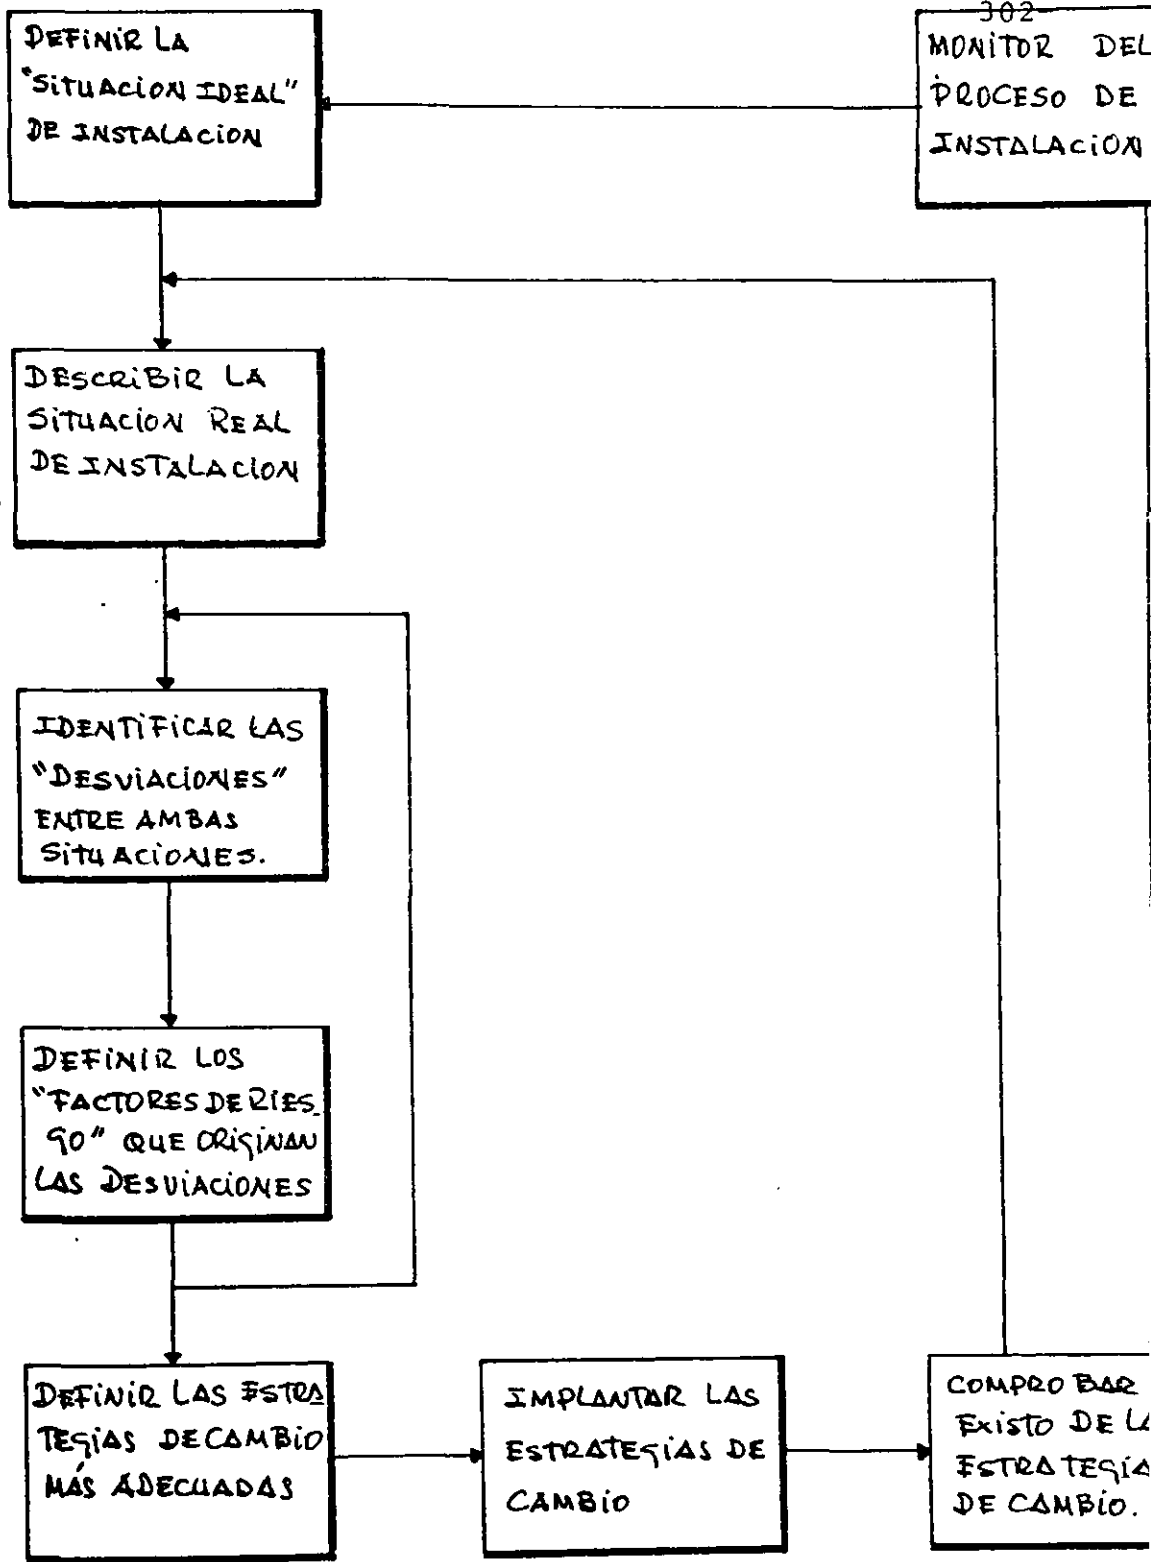 302
DEFINIR LA
"SITUACION IDEAL"
DE INSTALACION
MONITOR DEL
PROCESO DE
INSTALACION
DESCRIBIR LA
SITUACION REAL
DE INSTALACION
IDENTIFICAR LAS
"DESVIACIONES"
ENTRE AMBAS
SITUACIONES.
DEFINIR LOS
"FACTORES DE RIES_
GO" QUE ORIGINAN
LAS DESVIACIONES
DEFINIR LAS ESTRA
TEGIAS DE CAMBIO
MÁS ADECUADAS
IMPLANTAR LAS
ESTRATEGIAS DE
CAMBIO
COMPROBAR
EXISTO DE LA
ESTRATEGIA
DE CAMBIO.